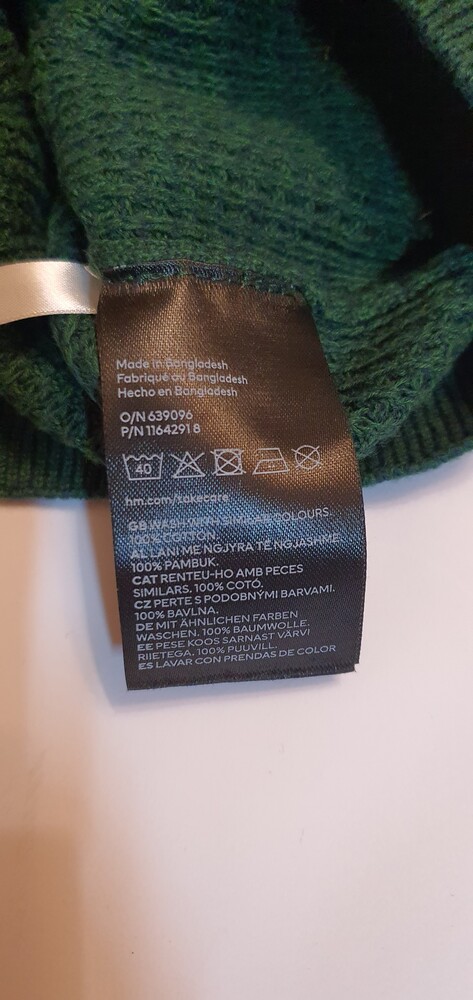 Made in Bangladesh
Fabriqué au Bangladesh
Hecho en Bangladesh
O/N 639096
P/N 1164291 8
40
hm.com/takecare
GB WASH WITH SIMILAR COLOURS.
100% COTTON.
AL LANI ME NGJYRA TË NGJASHME.
100% PAMBUK.
CAT RENTEU-HO AMB PECES
SIMILARS. 100% COTÓ.
CZ PERTE S PODOBNÝMI BARVAMI.
100% BAVLNA.
DE MIT ÄHNLICHEN FARBEN
WASCHEN. 100% BAUMWOLLE.
EE PESE KOOS SARNAST VÄRVI
RIIETEGA. 100% PUUVILL.
ES LAVAR CON PRENDAS DE COLOR